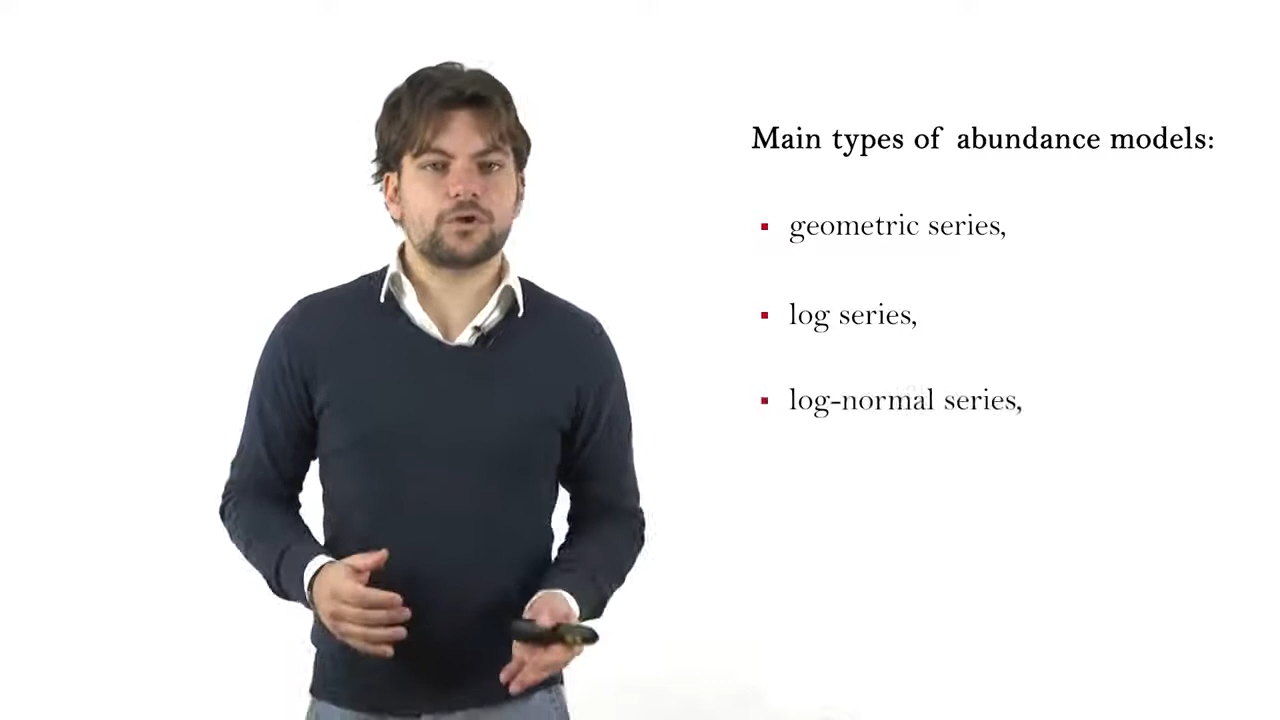 Main types of abundance models:
geometric series,
log series,
log-normal series,